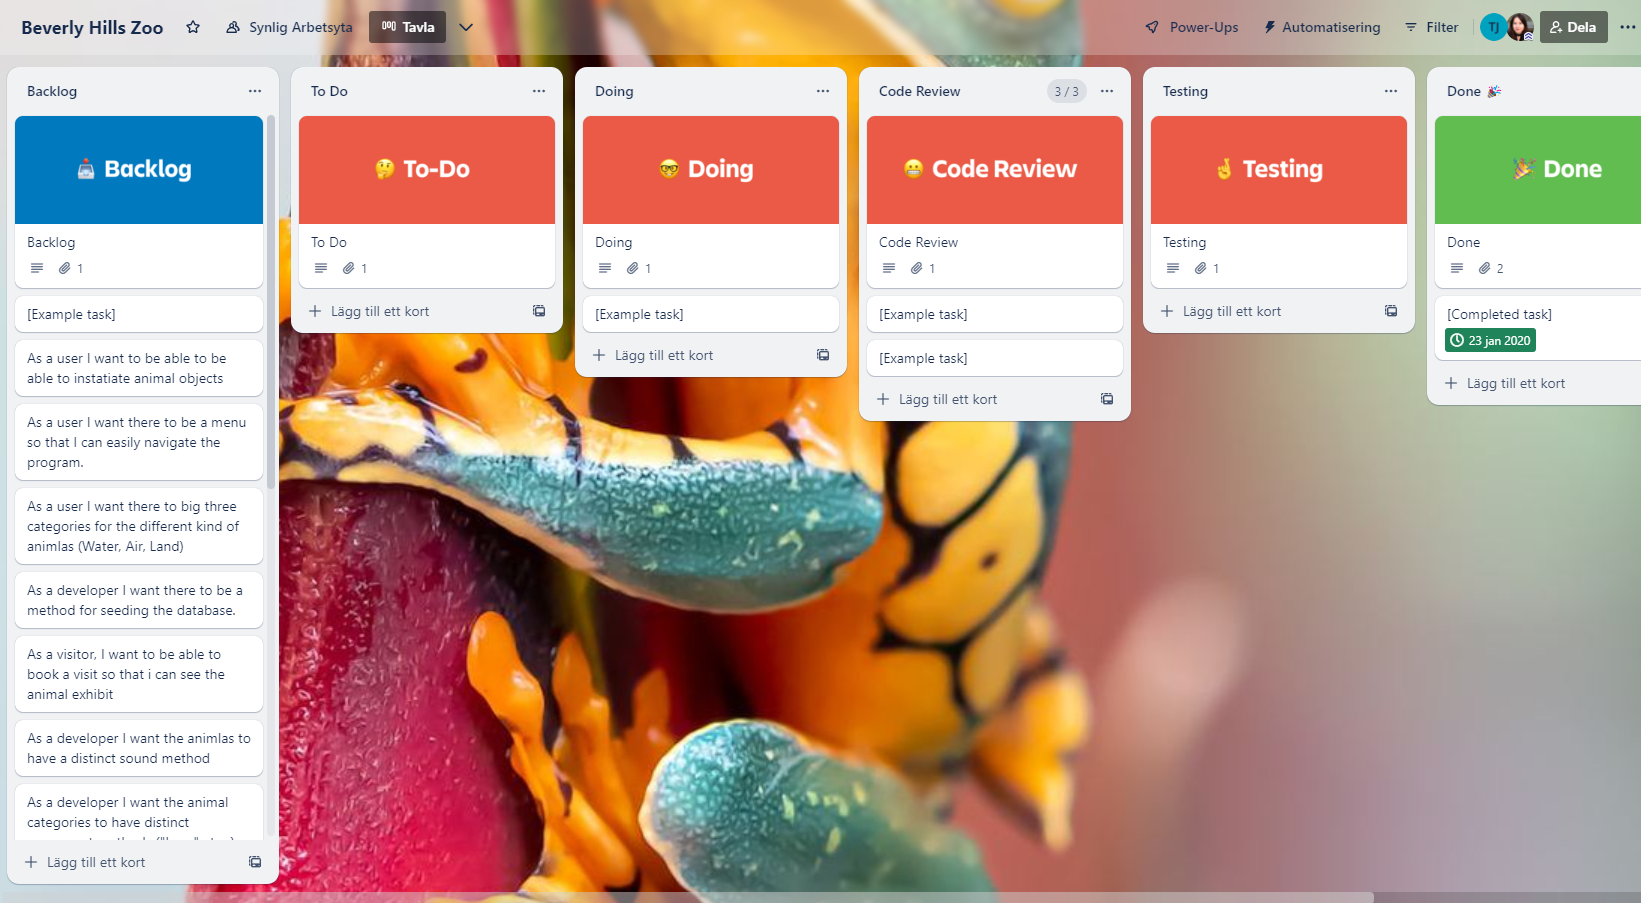 Beverly Hills Zoo
Synlig Arbetsyta
Tavla
Power-Ups
Automatisering
Filter
TJ
Dela
Backlog
Backlog
Backlog
1
[Example task]
As a user I want to be able to be
able to instatiate animal objects
As a user I want there to be a menu
so that I can easily navigate the
program.
As a user I want there to big three
categories for the different kind of
animlas (Water, Air, Land)
As a developer I want there to be a
method for seeding the database.
As a visitor, I want to be able to
book a visit so that i can see the
animal exhibit
As a developer I want the animlas to
have a distinct sound method
As a developer I want the animal
categories to have distinct
Lägg till ett kort
To Do
To-Do
To Do
1
Lägg till ett kort
Doing
Doing
Doing
1
[Example task]
Lägg till ett kort
Code Review
3 / 3
Code Review
Code Review
1
[Example task]
[Example task]
Lägg till ett kort
Testing
Testing
Testing
1
Lägg till ett kort
Done
Done
Done
2
[Completed task]
23 jan 2020
Lägg till ett kort